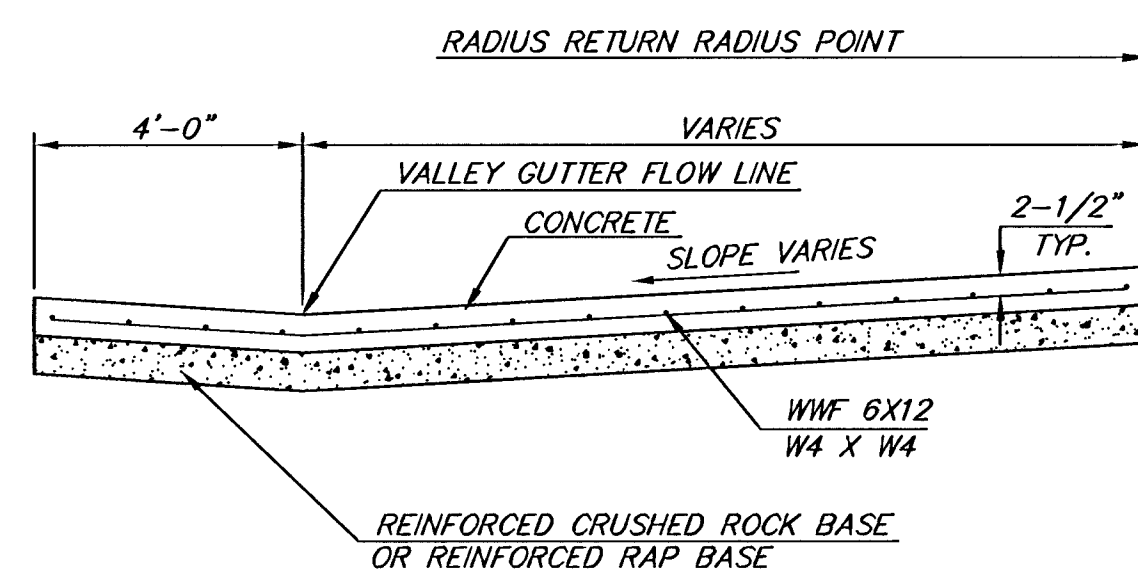 RADIUS RETURN RADIUS POINT
4'-0"
VARIES
VALLEY GUTTER FLOW LINE
CONCRETE
2-1/2"
TYP.
SLOPE VARIES
WWF 6X12
W4 X W4
REINFORCED CRUSHED ROCK BASE
OR REINFORCED RAP BASE